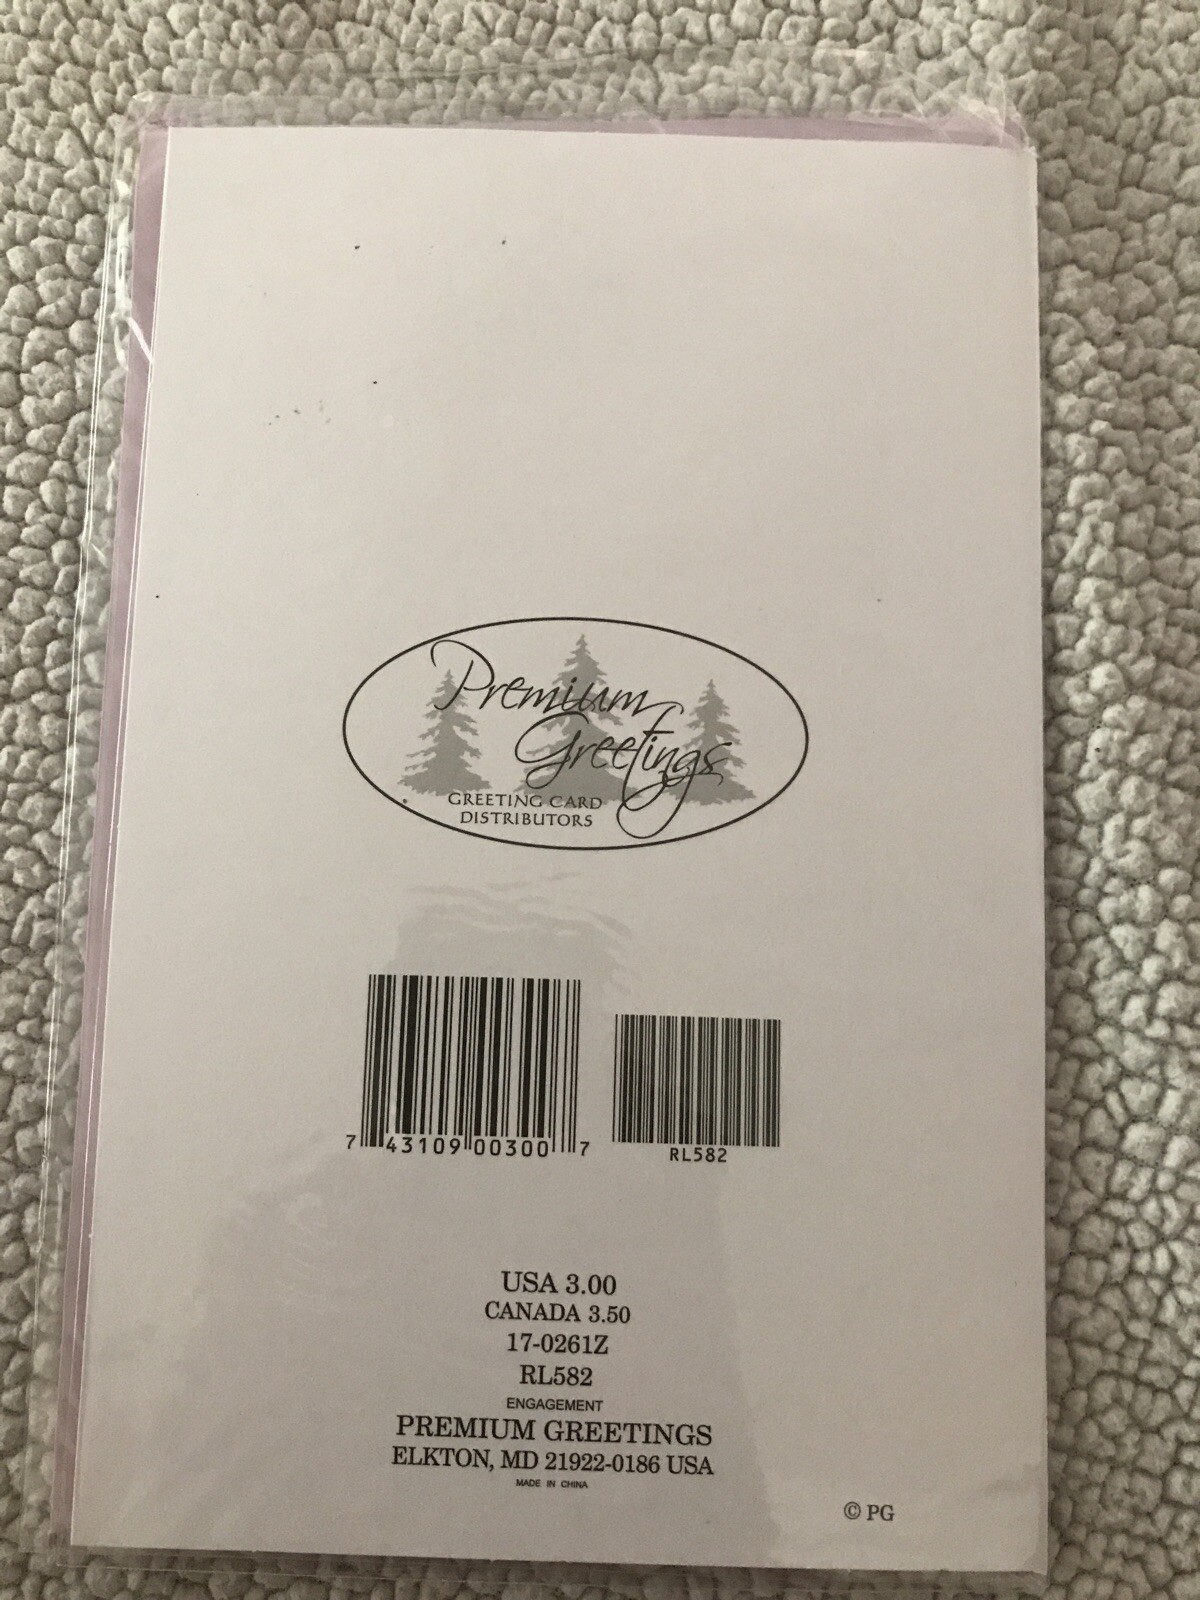 Premium
Greetings
GREETING CARD
DISTRIBUTORS
7 43109 00300 7
RL582
USA 3.00
CANADA 3.50
17-0261Z
RL582
ENGAGEMENT
PREMIUM GREETINGS
ELKTON, MD 21922-0186 USA
MADE IN CHINA
© PG